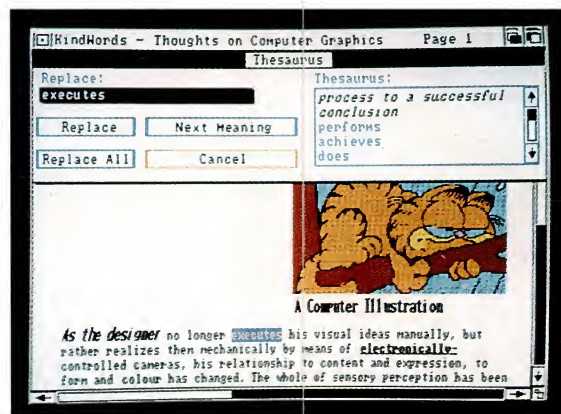 KindWords - Thoughts on Computer Graphics Page 1
Thesaurus
Replace:
executes
Replace
Next Meaning
Replace All
Cancel
Thesaurus:
process to a successful
conclusion
performs
achieves
does
A Computer Illustration
As the designer no longer executes his visual ideas manually, but
rather realizes then mechanically by means of electronically-
controlled cameras, his relationship to content and expression, to
form and colour has changed. The whole of sensory perception has been